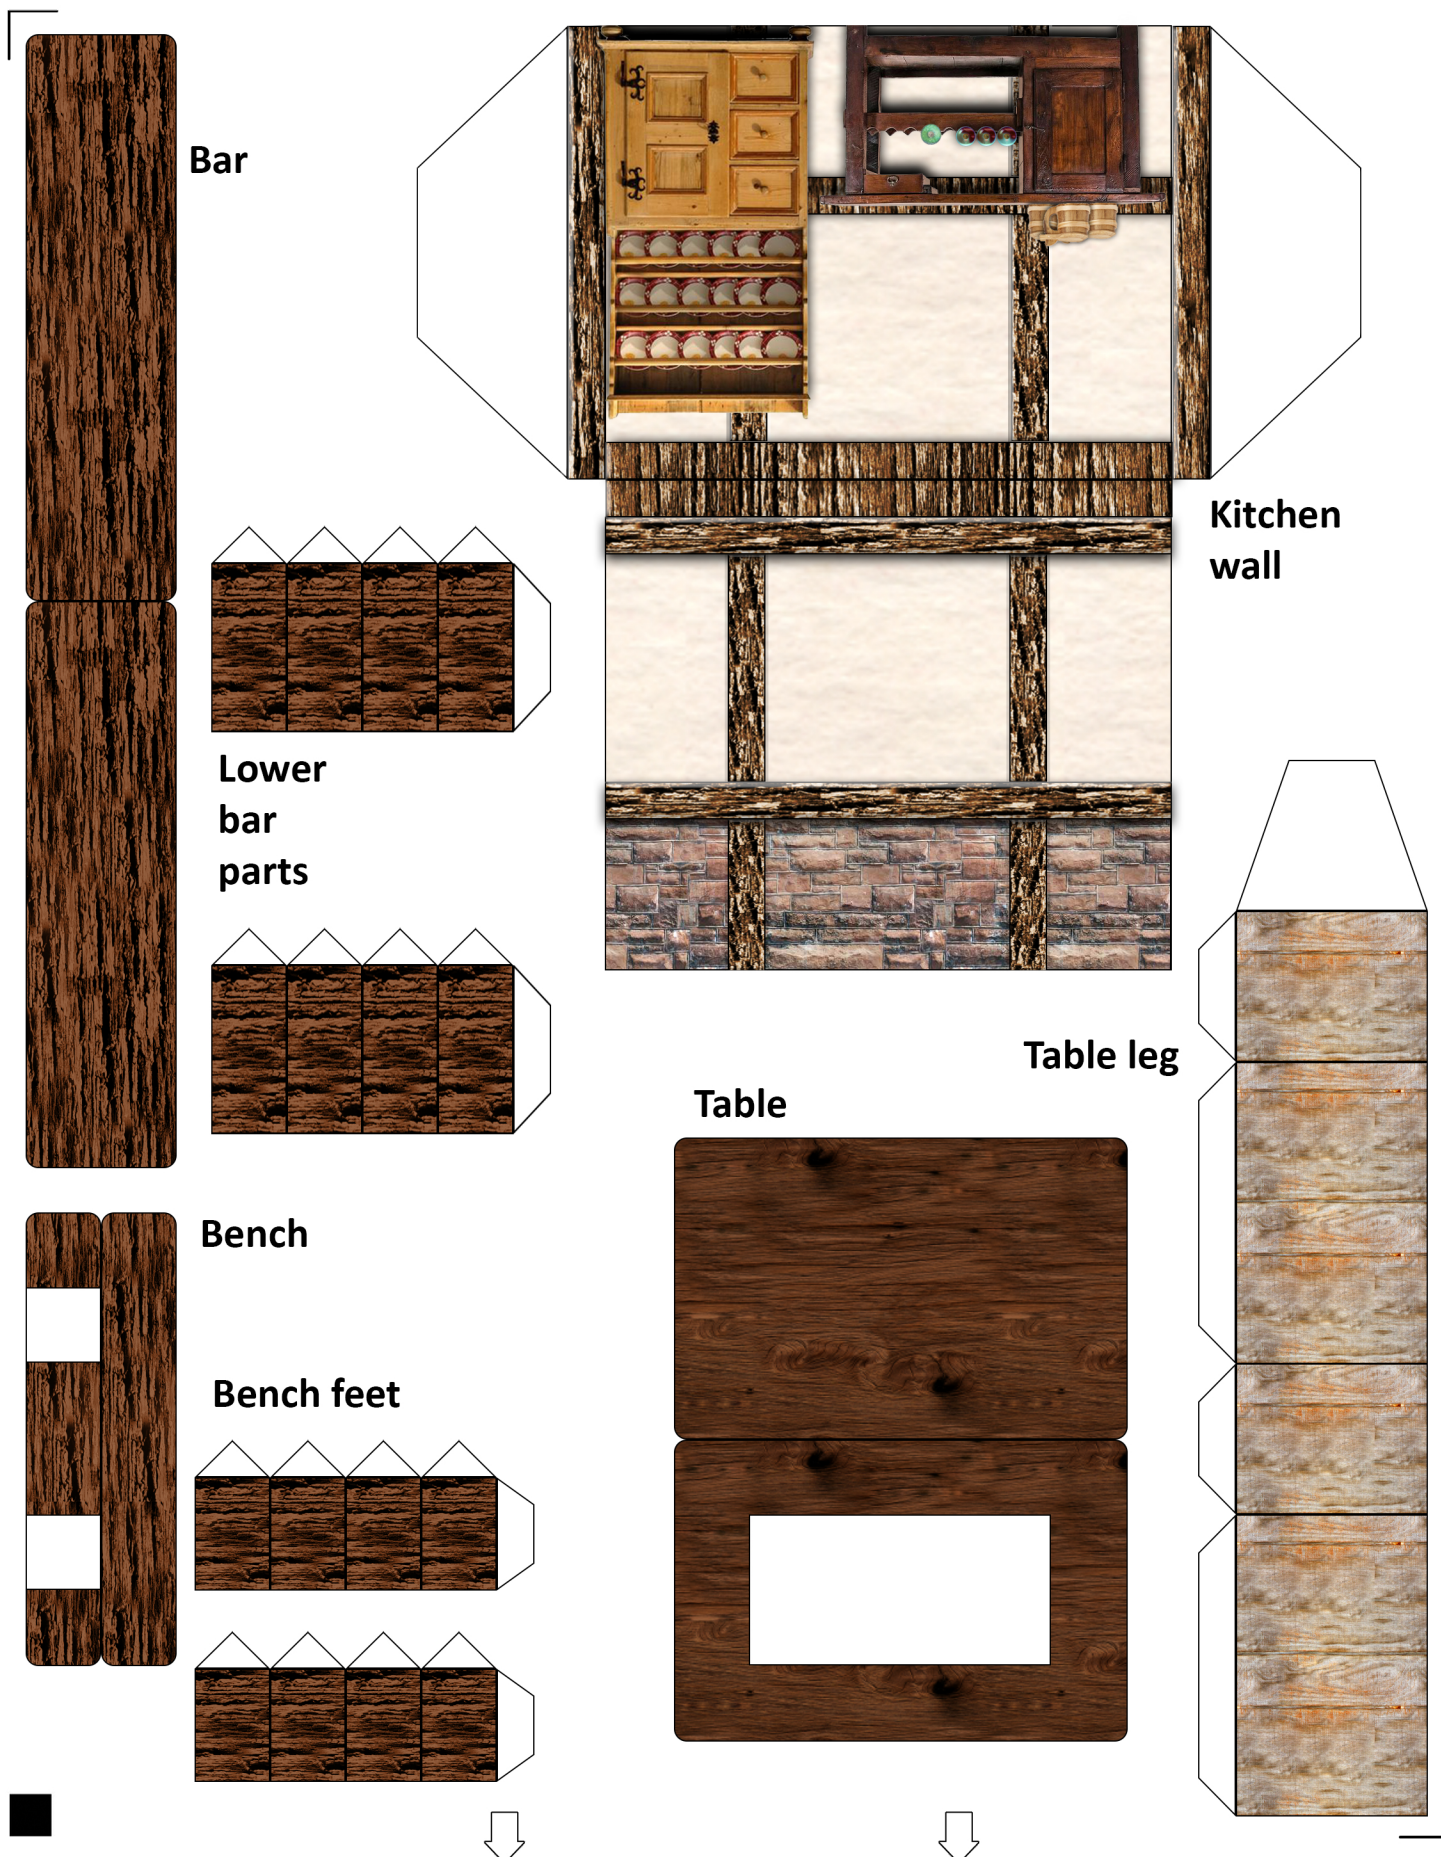 Bar
Kitchen
wall
Lower
bar
parts
Table leg
Table
Bench
Bench feet